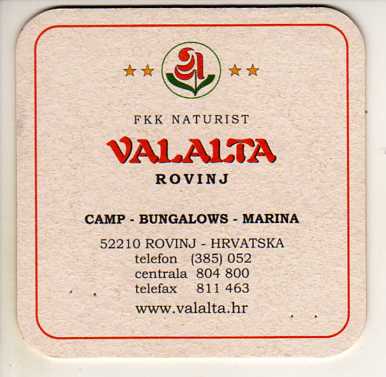 FKK NATURIST
VALALTA
ROVINJ
CAMP - BUNGALOWS - MARINA
52210 ROVINJ - HRVATSKA
telefon (385) 052
centrala 804 800
telefax 811 463
www.valalta.hr